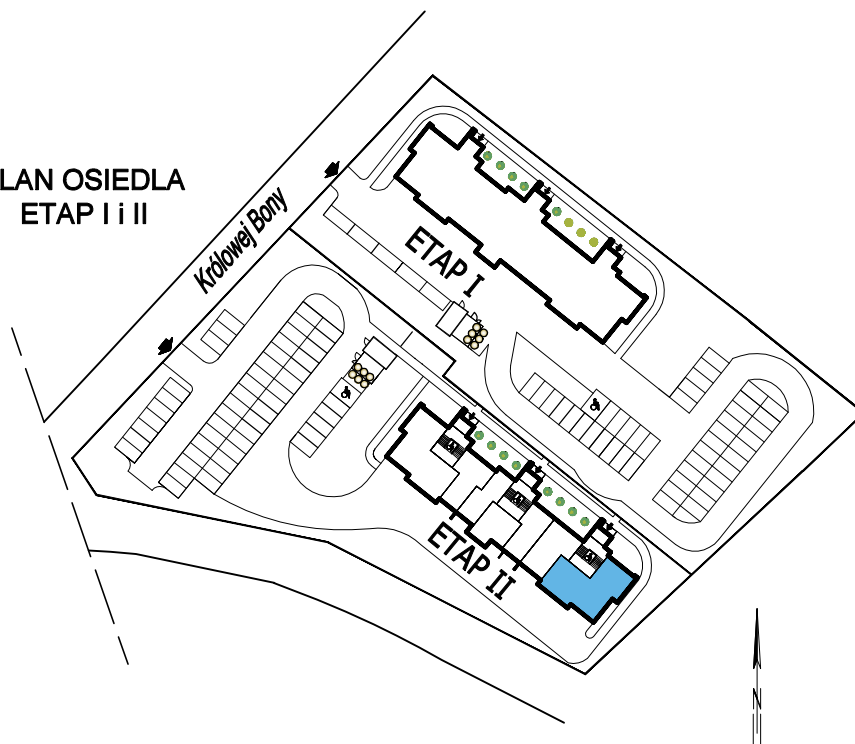 LAN OSIEDLA
ETAP I i II
Królowej Bony
ETAP I
ETAP II
N